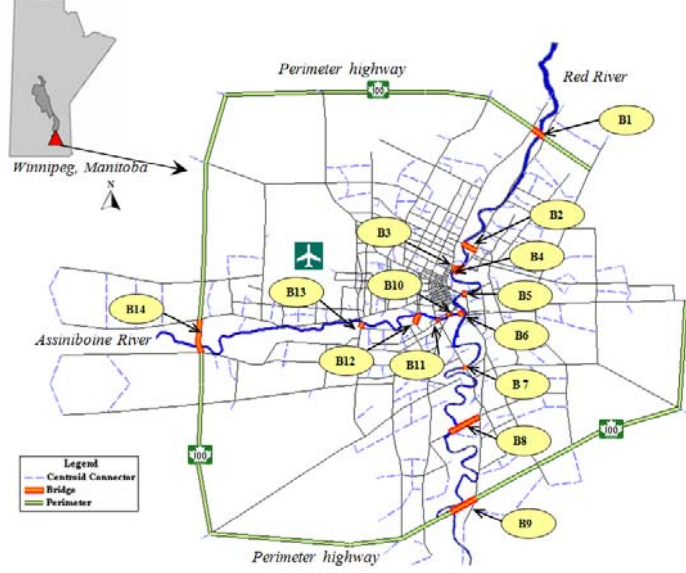 Perimeter highway
100
Red River
B1
Winnipeg, Manitoba
N
B2
B3
B4
B10
B5
B13
B14
B6
Assiniboine River
B12
B11
B 7
B8
100
100
Legend
Centroid Connector
Bridge
Perimeter
B9
Perimeter highway